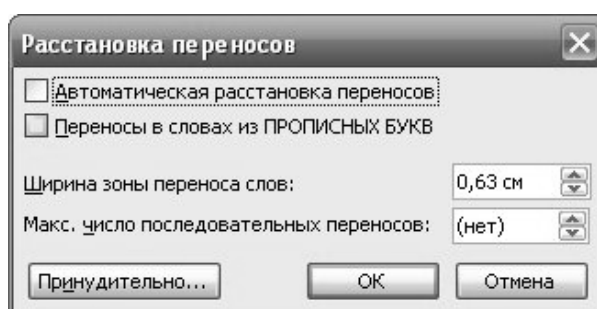 Расстановка переносов
Автоматическая расстановка переносов
Переносы в словах из ПРОПИСНЫХ БУКВ
Ширина зоны переноса слов: 0,63 см
Макс. число последовательных переносов: (нет)
Принудительно... ОК Отмена